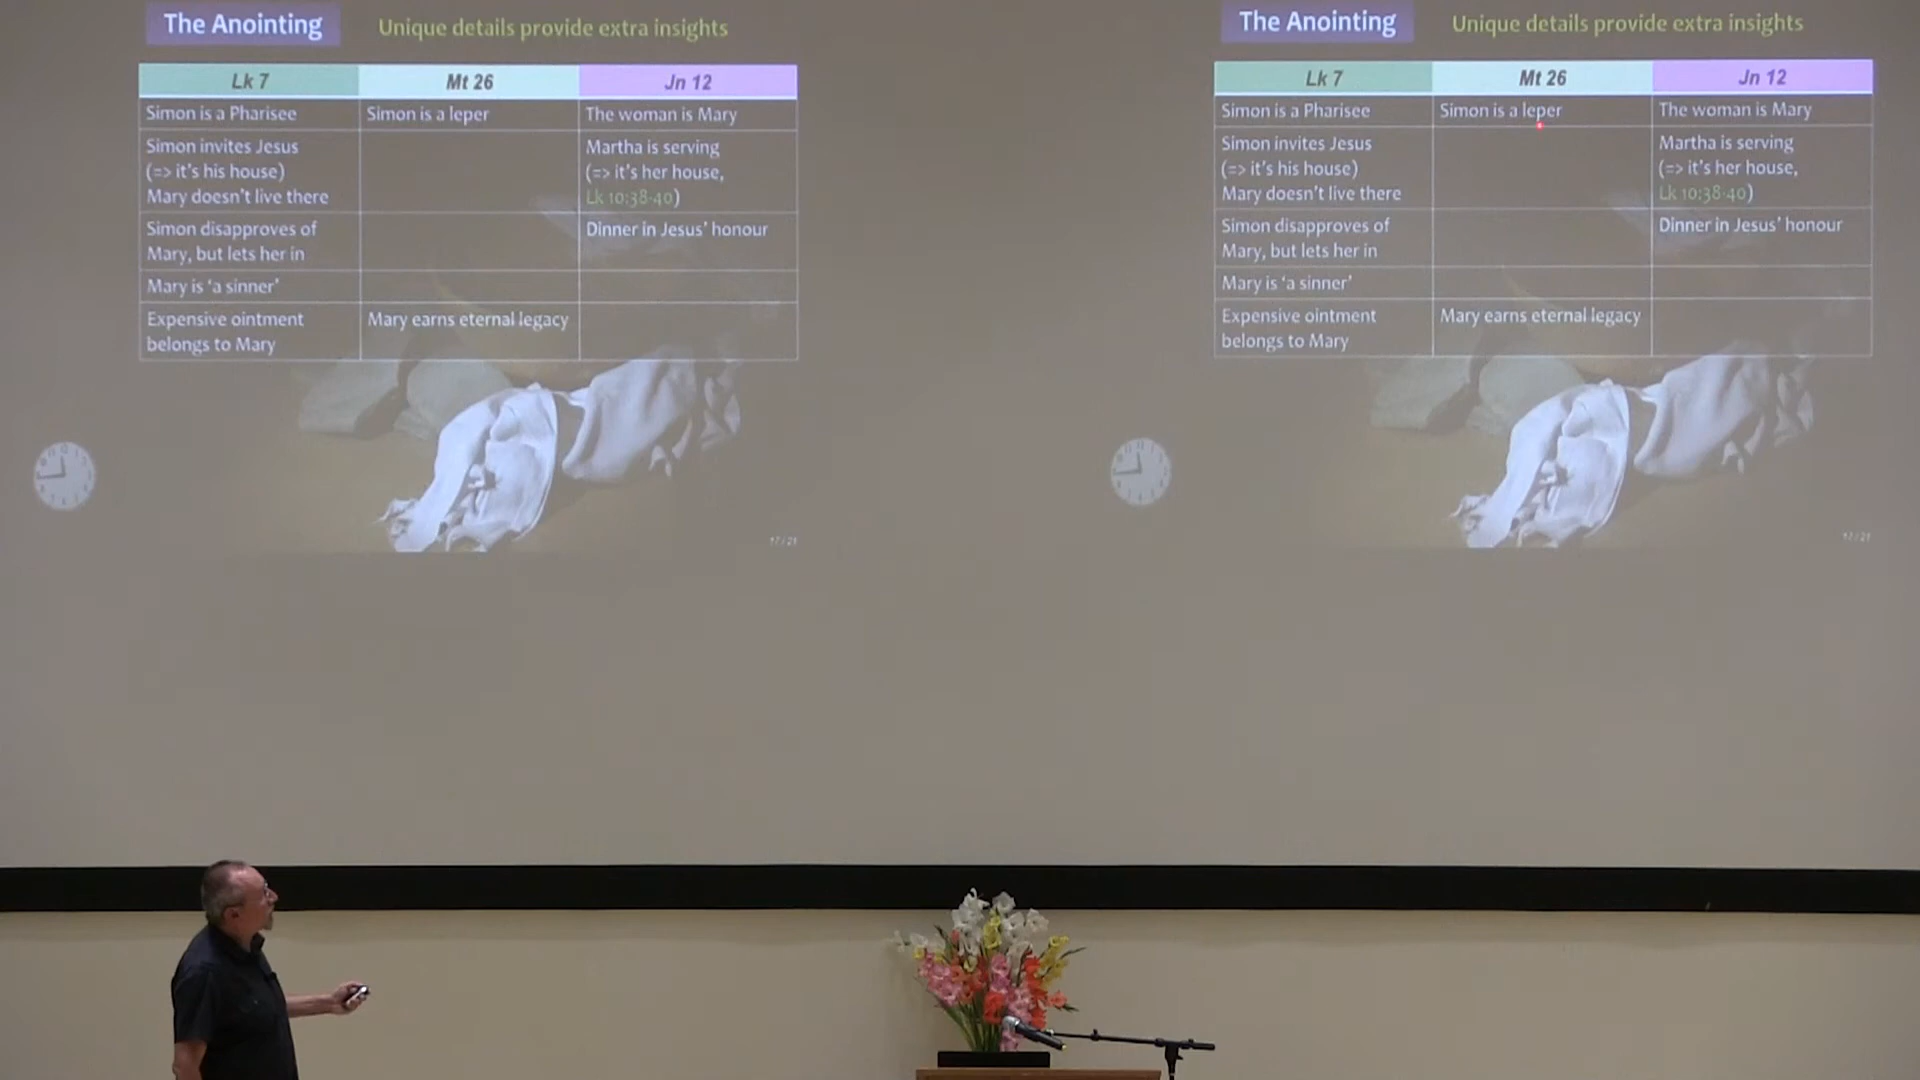 The Anointing Unique details provide extra insights
Lk 7 Mt 26 Jn 12
Simon is a Pharisee Simon is a leper The woman is Mary
Simon invites Jesus Martha is serving
(=> it's his house) (=> it's her house,
Mary doesn't live there Lk 10:38-40)
Simon disapproves of Dinner in Jesus' honour
Mary, but lets her in
Mary is 'a sinner'
Expensive ointment Mary earns eternal legacy
belongs to Mary
17/21
The Anointing Unique details provide extra insights
Lk 7 Mt 26 Jn 12
Simon is a Pharisee Simon is a leper The woman is Mary
Simon invites Jesus Martha is serving
(=> it's his house) (=> it's her house,
Mary doesn't live there Lk 10:38-40)
Simon disapproves of Dinner in Jesus' honour
Mary, but lets her in
Mary is 'a sinner'
Expensive ointment Mary earns eternal legacy
belongs to Mary
17/21